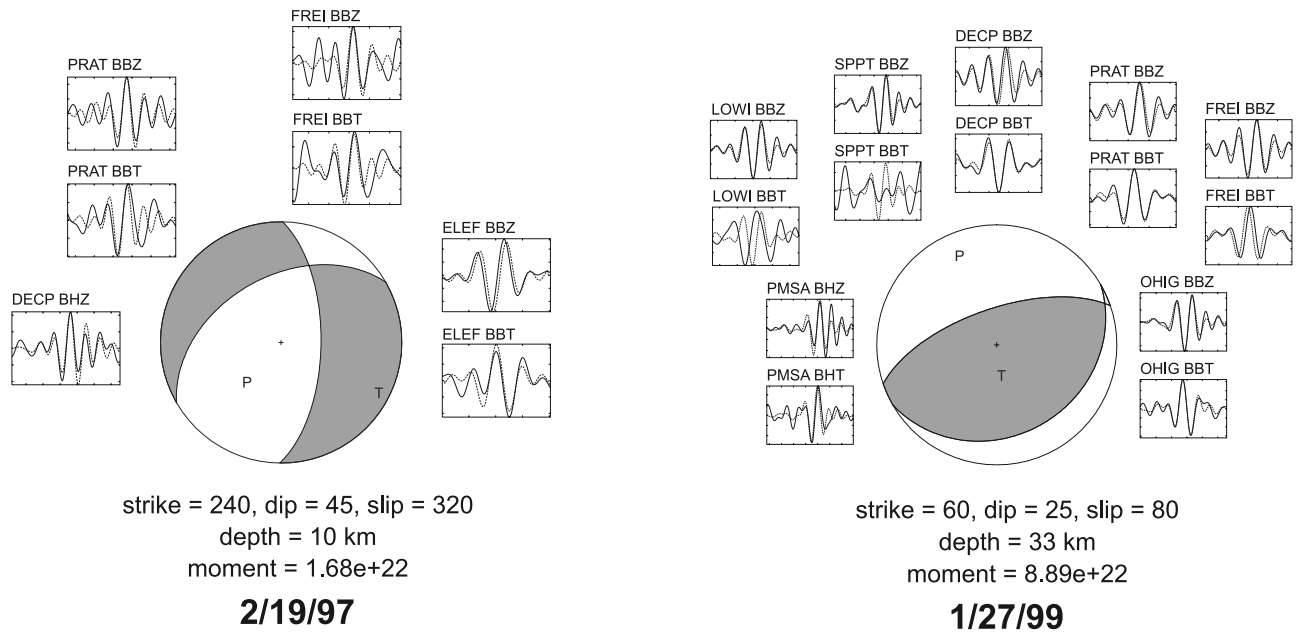 FREI BBZ
PRAT BBZ
FREI BBT
PRAT BBT
ELEF BBZ
DECP BHZ
ELEF BBT
P
T
strike = 240, dip = 45, slip = 320
depth = 10 km
moment = 1.68e+22
2/19/97
DECP BBZ
SPPT BBZ
PRAT BBZ
LOWI BBZ
FREI BBZ
DECP BBT
SPPT BBT
PRAT BBT
LOWI BBT
FREI BBT
P
PMSA BHZ
OHIG BBZ
T
PMSA BHT
OHIG BBT
strike = 60, dip = 25, slip = 80
depth = 33 km
moment = 8.89e+22
1/27/99